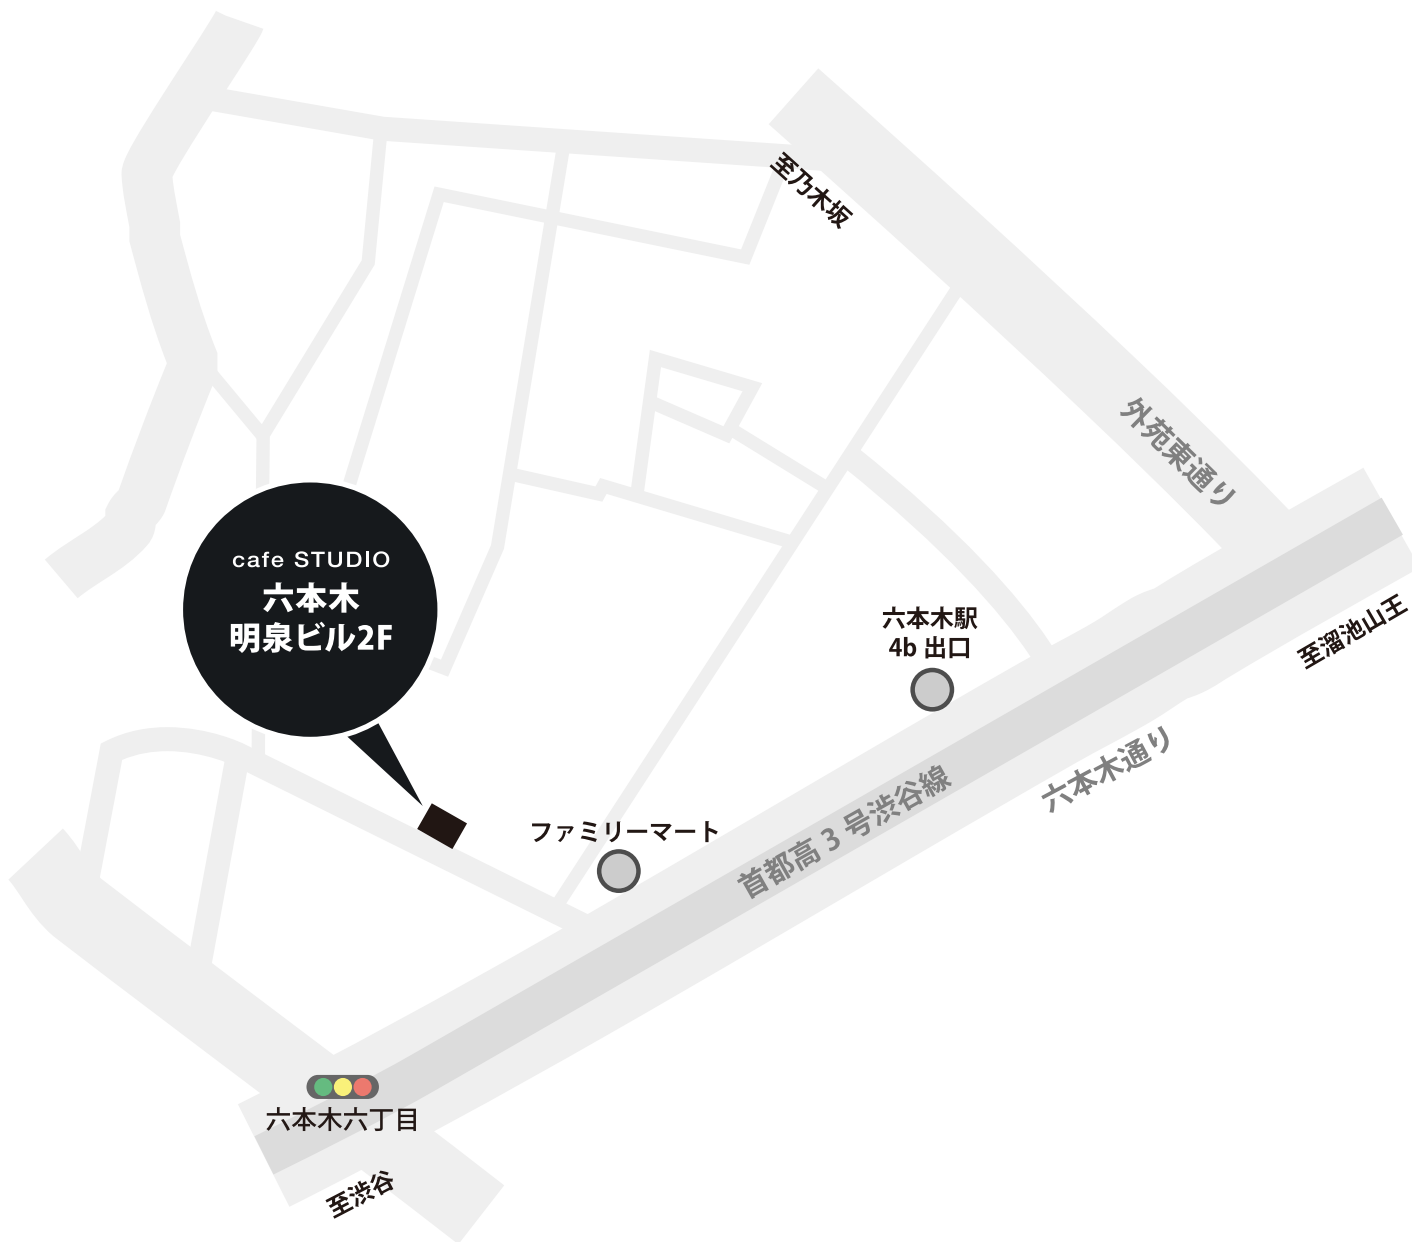 至乃木坂
外苑東通り
cafe STUDIO
六本木
明泉ビル2F
六本木駅
4b 出口
至溜池山王
六本木通り
首都高 3 号渋谷線
ファミリーマート
六本木六丁目
至渋谷